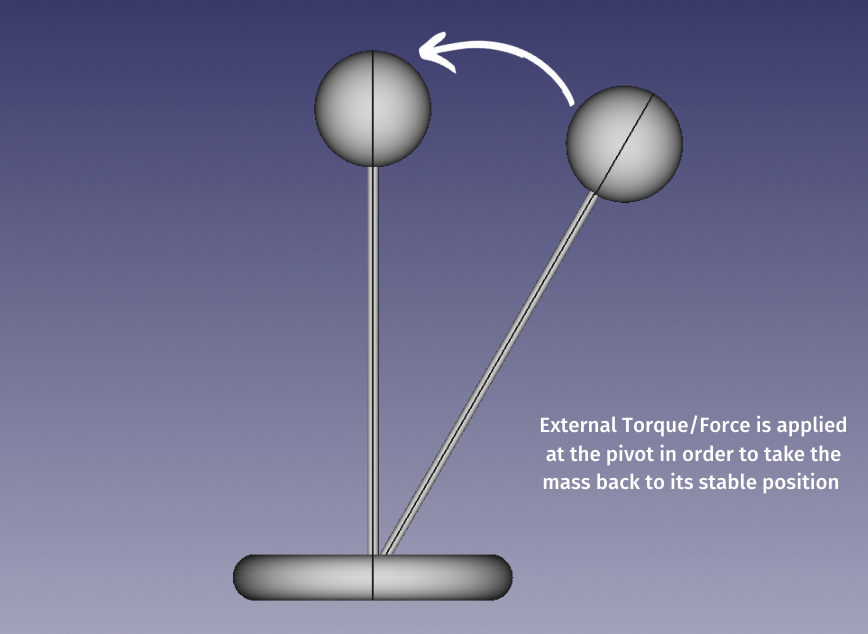 External Torque/Force is applied
at the pivot in order to take the
mass back to its stable position